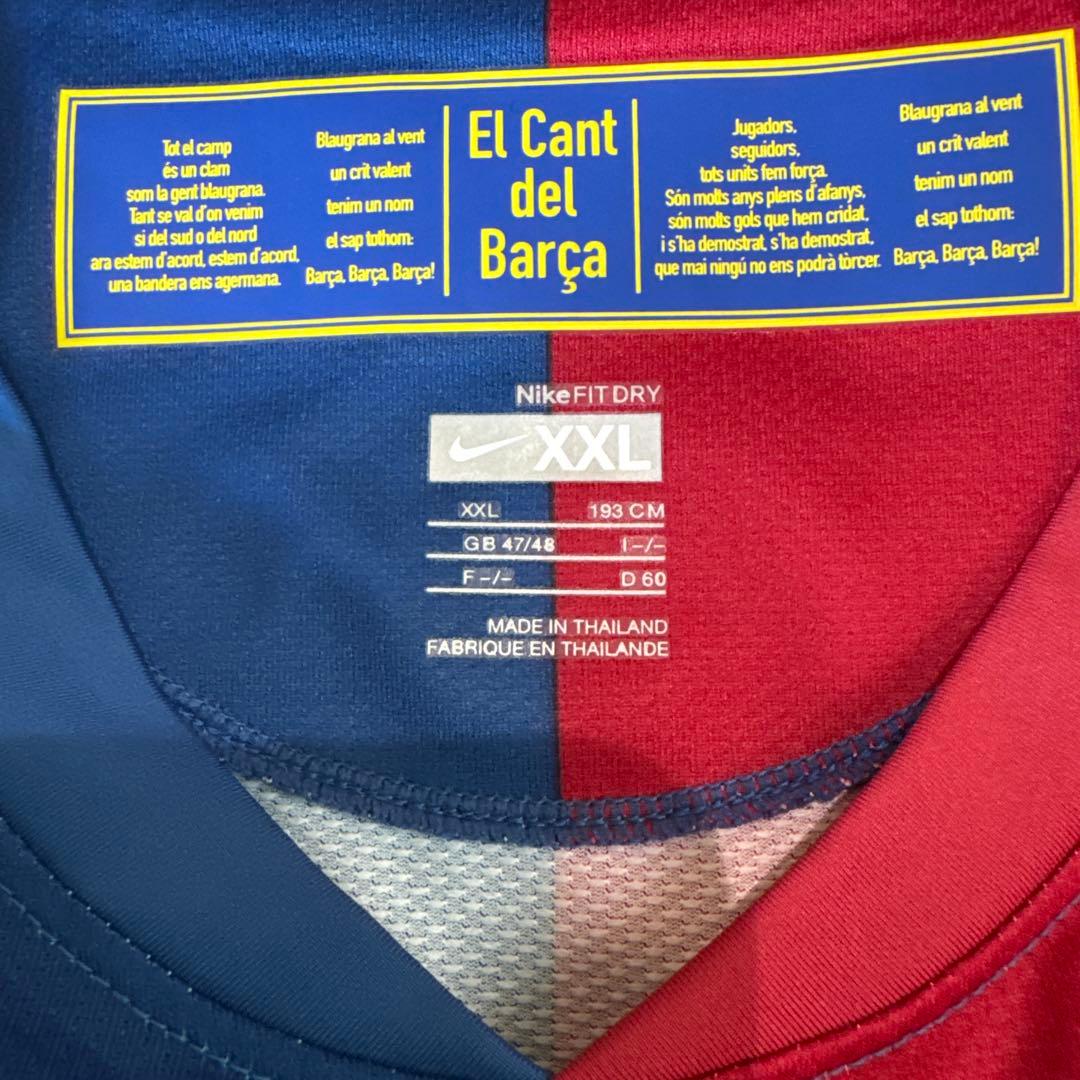 Tot el camp
és un clam
som la gent blaugrana.
Tant se val d'on venim
si del sud o del nord
ara estem d'acord, estem d'acord,
una bandera ens agermana.
Blaugrana al vent
un crit valent
tenim un nom
el sap tothom:
Barça, Barça, Barça!
El Cant
del
Barça
Jugadors,
seguidors,
tots units fem força.
Són molts anys plens d'afanys,
són molts gols que hem cridat,
i s'ha demostrat, s'ha demostrat,
que mai ningú no ens podrà tòrcer.
Blaugrana al vent
un crit valent
tenim un nom
el sap tothom:
Barça, Barça, Barça!
NikeFIT DRY
XXL
XXL 193 CM
GB 47/48 I -/-
F -/- D 60
MADE IN THAILAND
FABRIQUE EN THAILANDE